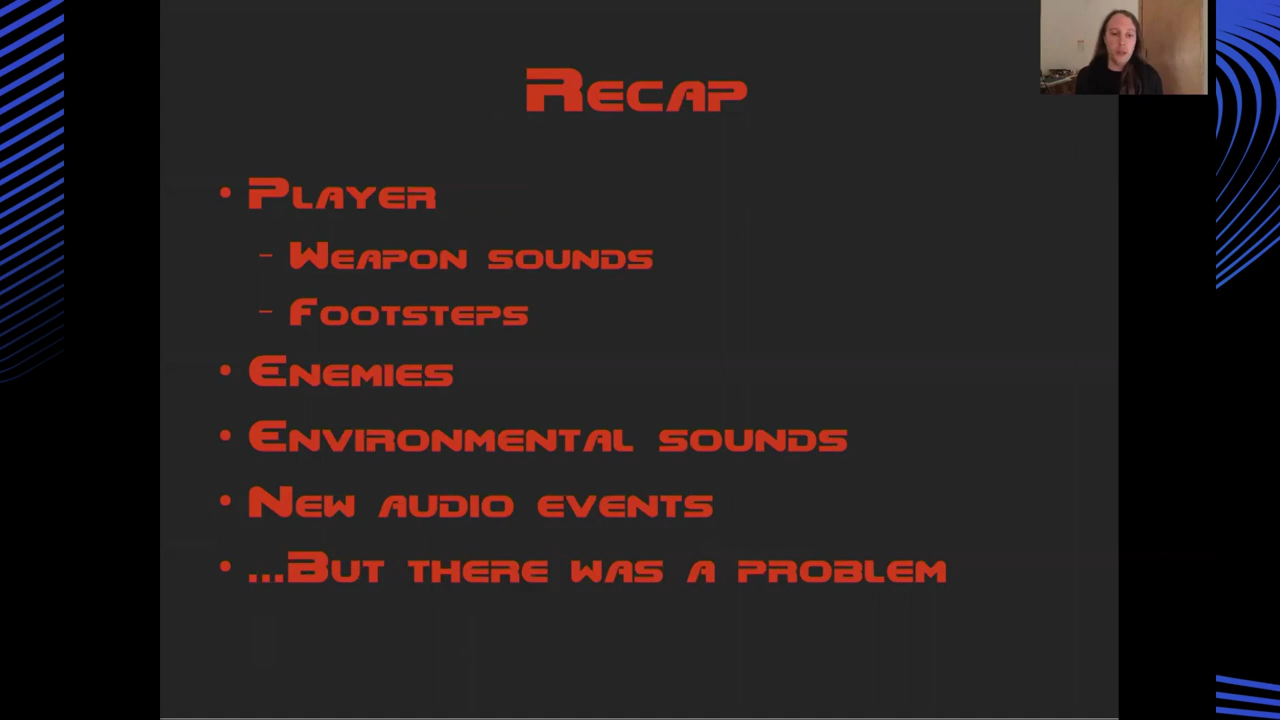 Recap
• Player
– Weapon sounds
– Footsteps
• Enemies
• Environmental sounds
• New audio events
• ...But there was a problem